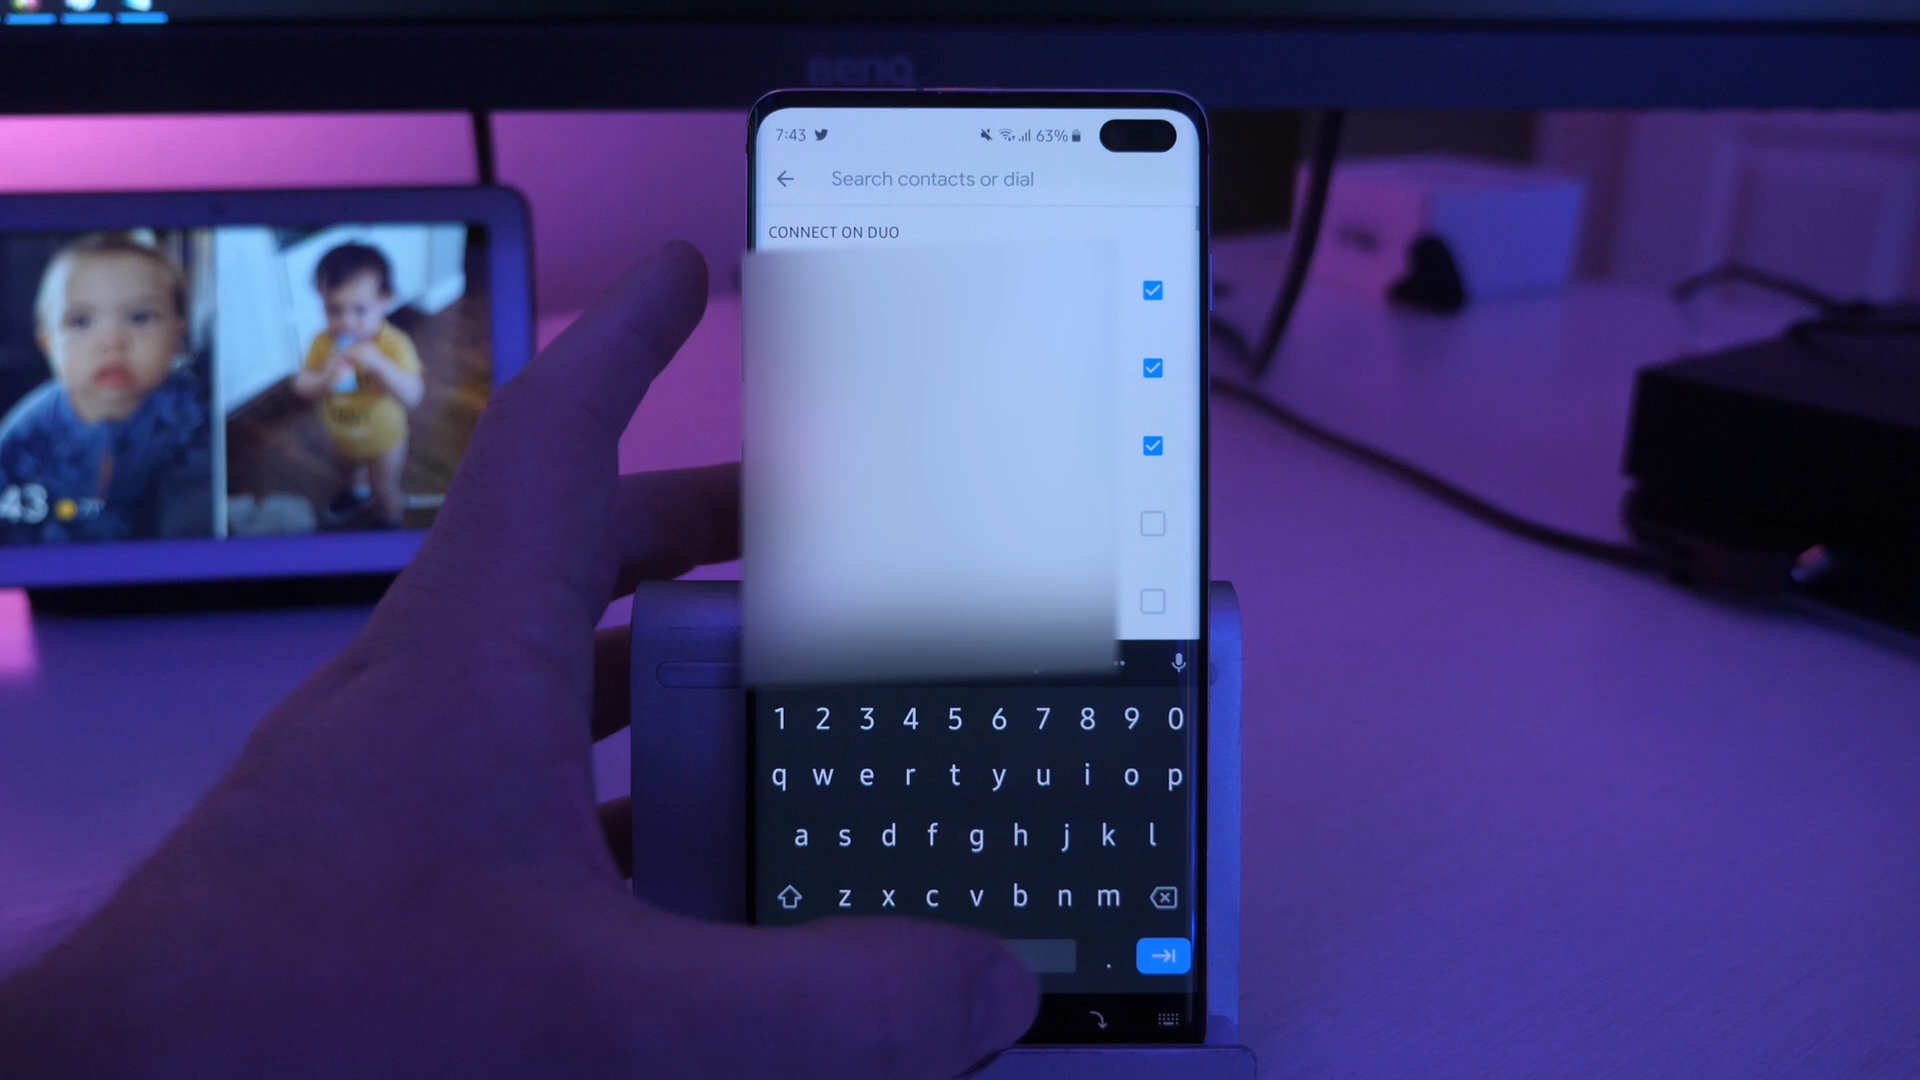 BenQ
7:43
63%
Search contacts or dial
CONNECT ON DUO
43
1 2 3 4 5 6 7 8 9 0
q w e r t y u i o p
a s d f g h j k l
z x c v b n m
.